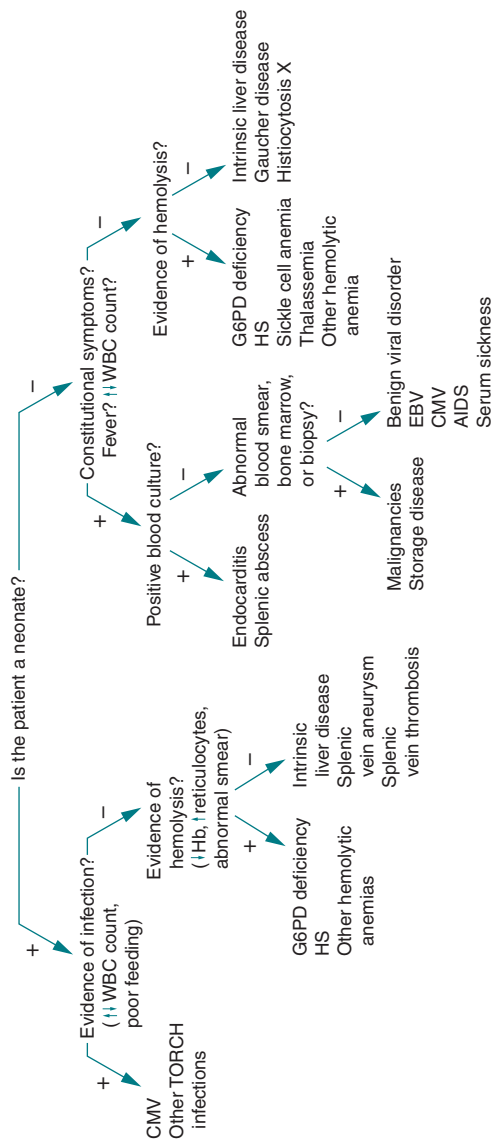 Is the patient a neonate?
+
–
Evidence of infection?
(↑↓ WBC count,
poor feeding)
+
–
CMV
Other TORCH
infections
Evidence of
hemolysis?
(↓Hb, ↑reticulocytes,
abnormal smear)
+
–
G6PD deficiency
HS
Other hemolytic
anemias
Intrinsic
liver disease
Splenic
vein aneurysm
Splenic
vein thrombosis
Constitutional symptoms?
Fever? ↑↓ WBC count?
+
–
Positive blood culture?
+
–
Endocarditis
Splenic abscess
Abnormal
blood smear,
bone marrow,
or biopsy?
+
–
Malignancies
Storage disease
Benign viral disorder
EBV
CMV
AIDS
Serum sickness
Evidence of hemolysis?
+
–
G6PD deficiency
HS
Sickle cell anemia
Thalassemia
Other hemolytic
anemia
Intrinsic liver disease
Gaucher disease
Histiocytosis X